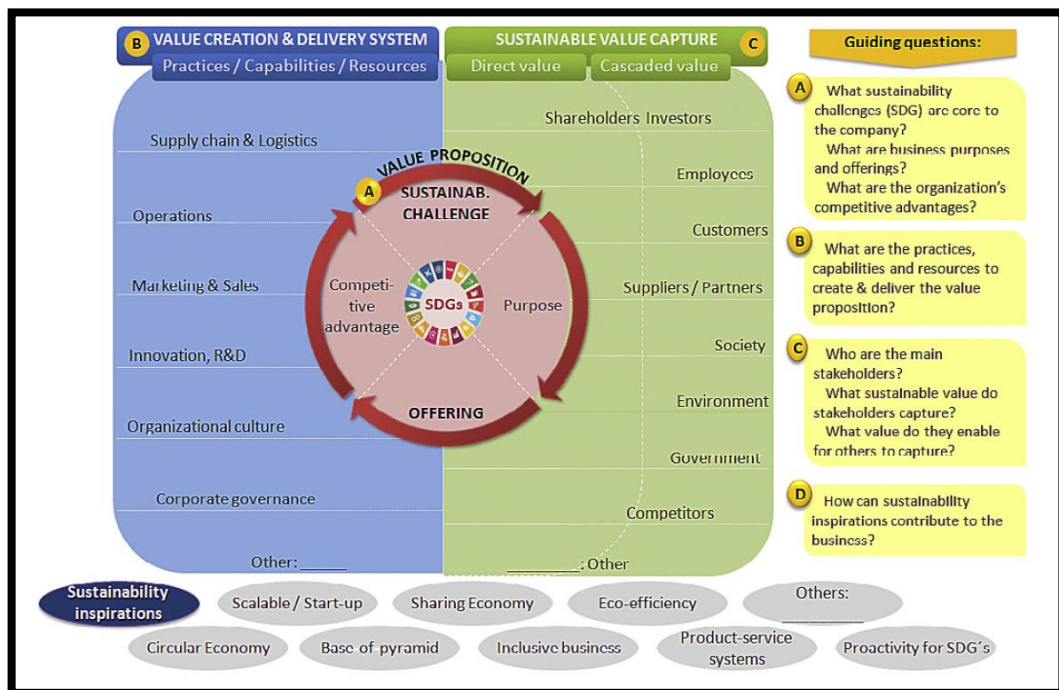 B VALUE CREATION & DELIVERY SYSTEM
Practices / Capabilities / Resources
SUSTAINABLE VALUE CAPTURE C
Direct value Cascaded value
Supply chain & Logistics
Operations
Marketing & Sales
Innovation, R&D
Organizational culture
Corporate governance
Other: _____
VALUE PROPOSITION
A
SUSTAINAB.
CHALLENGE
Competi-
tive
advantage
SDGs
Purpose
OFFERING
Shareholders Investors
Employees
Customers
Suppliers / Partners
Society
Environment
Government
Competitors
________: Other
Guiding questions:
A What sustainability
challenges (SDG) are core to
the company?
What are business purposes
and offerings?
What are the organization's
competitive advantages?
B What are the practices,
capabilities and resources to
create & deliver the value
proposition?
C Who are the main
stakeholders?
What sustainable value do
stakeholders capture?
What value do they enable
for others to capture?
D How can sustainability
inspirations contribute to the
business?
Sustainability
inspirations
Scalable / Start-up
Sharing Economy
Eco-efficiency
Others:
__________
Circular Economy
Base of pyramid
Inclusive business
Product-service
systems
Proactivity for SDG´s